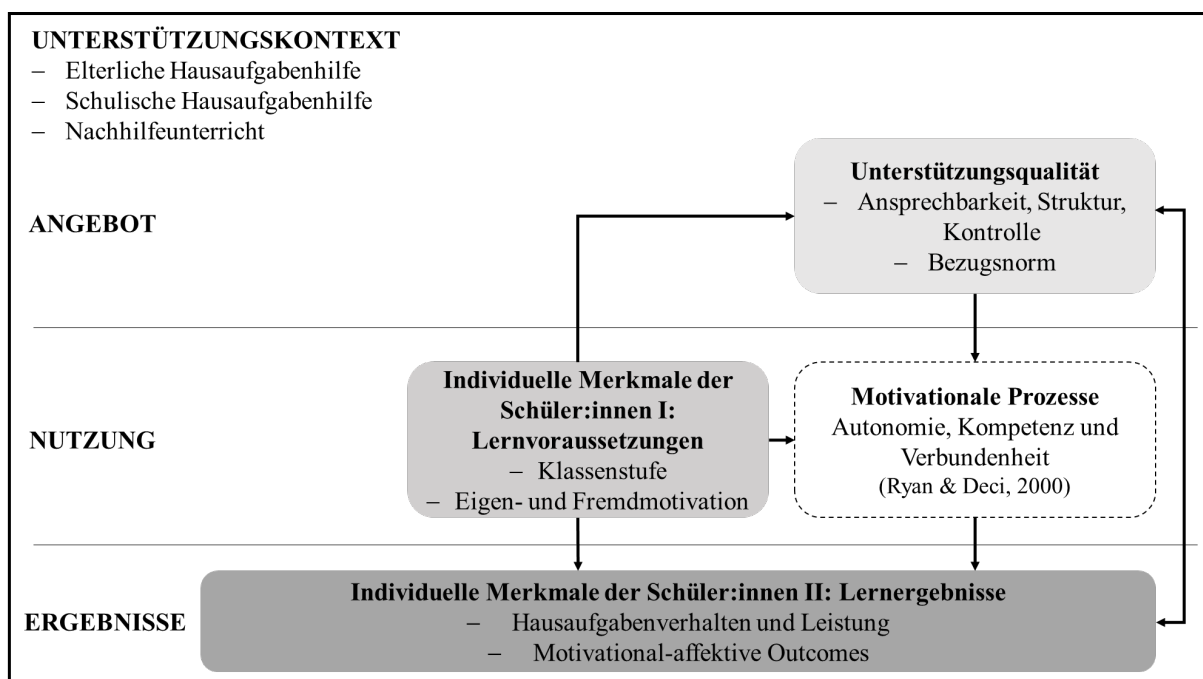 UNTERSTÜTZUNGSKONTEXT
– Elterliche Hausaufgabenhilfe
– Schulische Hausaufgabenhilfe
– Nachhilfeunterricht
ANGEBOT
Unterstützungsqualität
– Ansprechbarkeit, Struktur,
Kontrolle
– Bezugsnorm
NUTZUNG
Individuelle Merkmale der
Schüler:innen I:
Lernvoraussetzungen
– Klassenstufe
– Eigen- und Fremdmotivation
Motivationale Prozesse
Autonomie, Kompetenz und
Verbundenheit
(Ryan & Deci, 2000)
ERGEBNISSE
Individuelle Merkmale der Schüler:innen II: Lernergebnisse
– Hausaufgabenverhalten und Leistung
– Motivational-affektive Outcomes